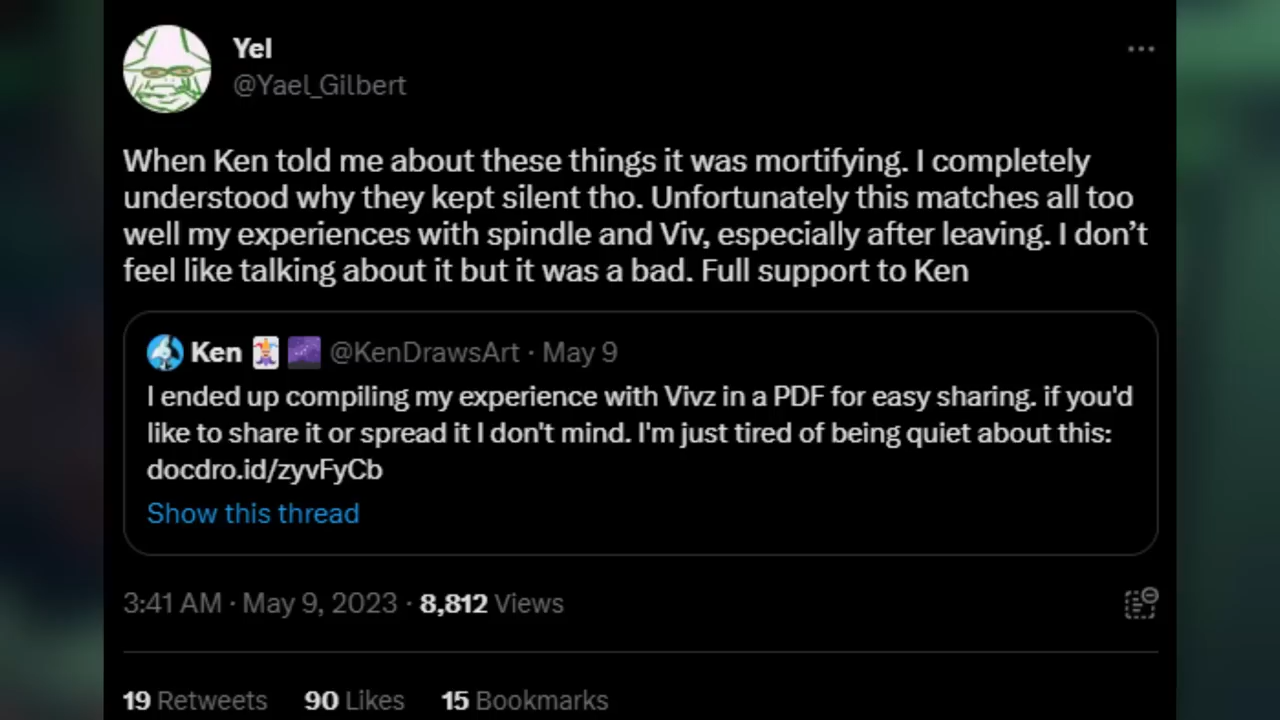 Yel
@Yael_Gilbert
When Ken told me about these things it was mortifying. I completely
understood why they kept silent tho. Unfortunately this matches all too
well my experiences with spindle and Viv, especially after leaving. I don’t
feel like talking about it but it was a bad. Full support to Ken
Ken 🃏🌌 @KenDrawsArt · May 9
I ended up compiling my experience with Vivz in a PDF for easy sharing. if you'd
like to share it or spread it I don't mind. I'm just tired of being quiet about this:
docdro.id/zyvFyCb
Show this thread
3:41 AM · May 9, 2023 · 8,812 Views
19 Retweets 90 Likes 15 Bookmarks